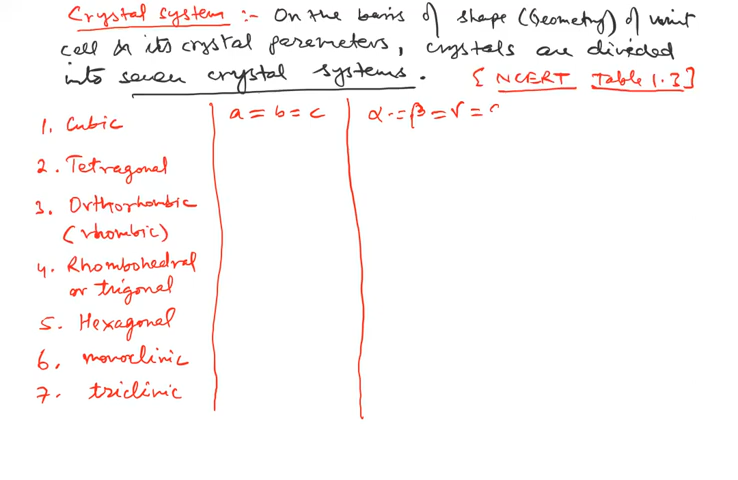 Crystal system :- On the basis of shape (Geometry) of unit
cell & its crystal parameters, crystals are divided
into seven crystal systems. [NCERT Table 1.3]
1. Cubic a = b = c α = β = γ =
2. Tetragonal
3. Orthorhombic
(rhombic)
4. Rhombohedral
or trigonal
5. Hexagonal
6. monoclinic
7. triclinic